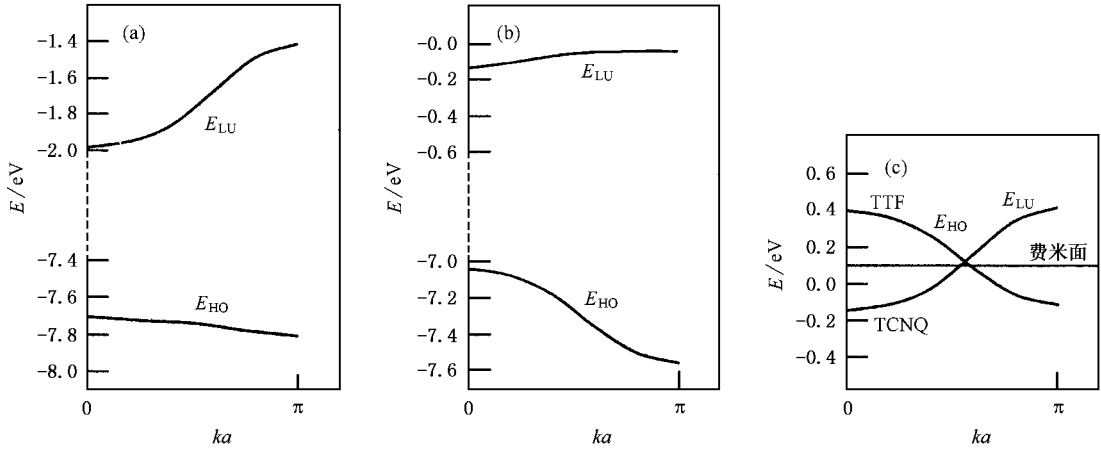 (a)
E/eV
-1.4
-1.6
-1.8
-2.0
-7.4
-7.6
-7.8
-8.0
E_LU
E_HO
0
π
ka
(b)
E/eV
-0.0
-0.2
-0.4
-0.6
-7.0
-7.2
-7.4
-7.6
E_LU
E_HO
0
π
ka
(c)
E/eV
0.6
0.4
0.2
0.0
-0.2
-0.4
TTF
E_HO
E_LU
费米面
TCNQ
0
π
ka